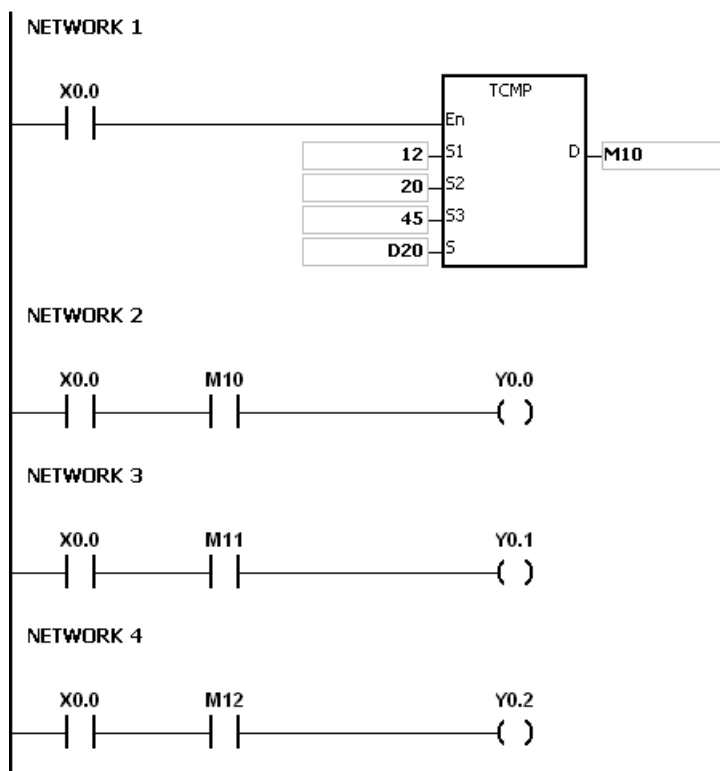 NETWORK 1
X0.0
TCMP
En
12 S1 D M10
20 S2
45 S3
D20 S
NETWORK 2
X0.0 M10 Y0.0
NETWORK 3
X0.0 M11 Y0.1
NETWORK 4
X0.0 M12 Y0.2